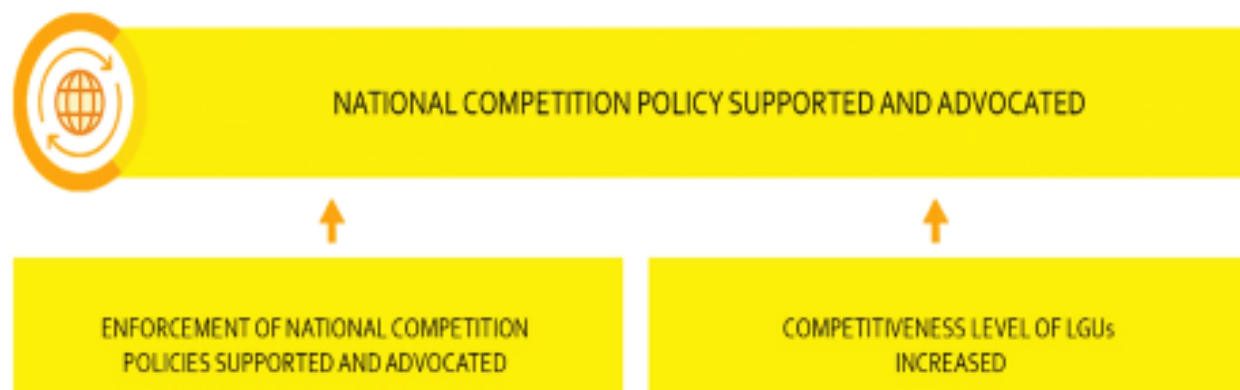 NATIONAL COMPETITION POLICY SUPPORTED AND ADVOCATED
ENFORCEMENT OF NATIONAL COMPETITION
POLICIES SUPPORTED AND ADVOCATED
COMPETITIVENESS LEVEL OF LGUs
INCREASED